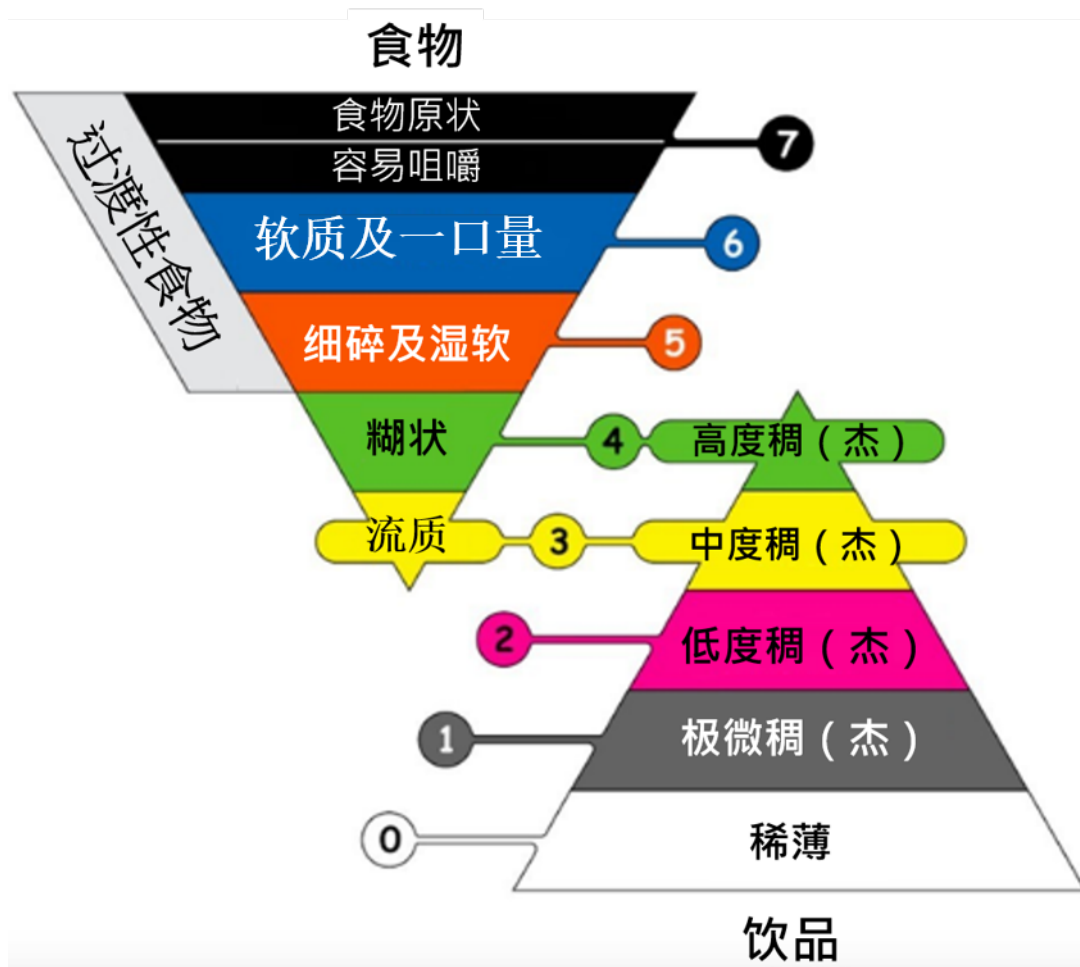 食物
食物原状
容易咀嚼
7
过渡性食物
软质及一口量
6
细碎及湿软
5
糊状
4
高度稠（杰）
流质
3
中度稠（杰）
2
低度稠（杰）
1
极微稠（杰）
0
稀薄
饮品